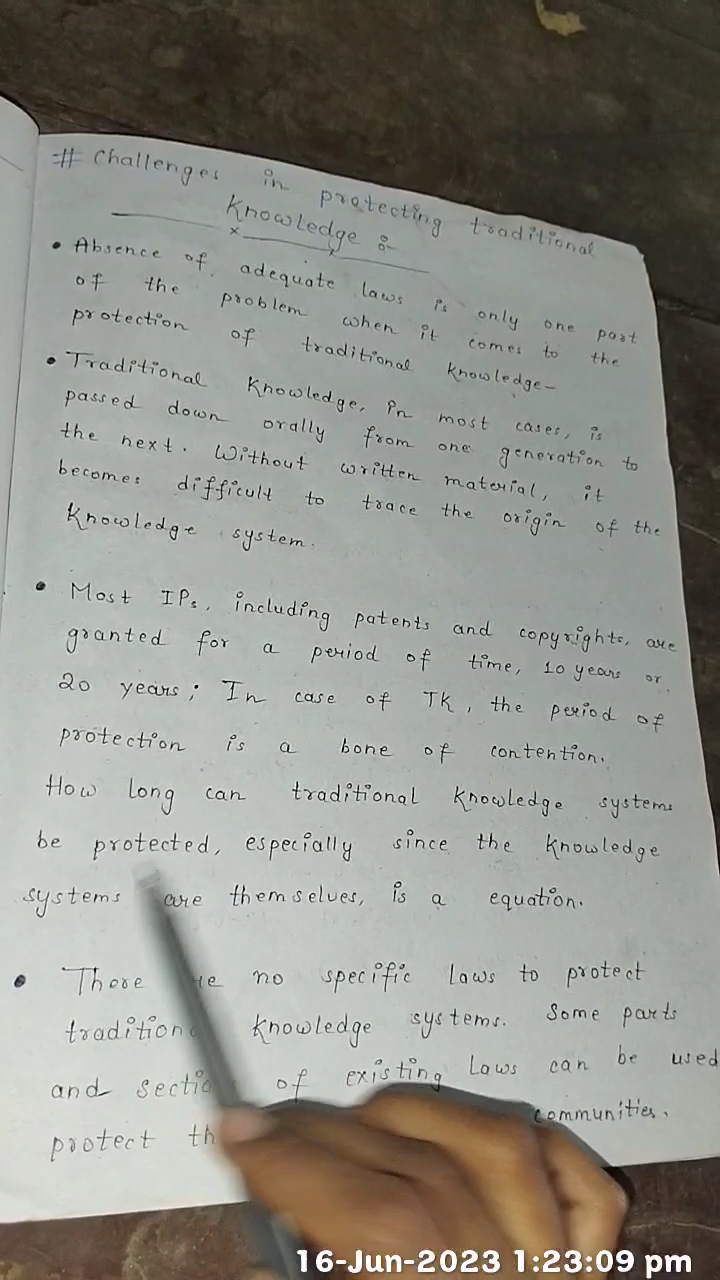 # Challenges in protecting traditional
Knowledge :-
• Absence of adequate laws is only one part
of the problem when it comes to the
protection of traditional knowledge-
• Traditional Knowledge, in most cases, is
passed down orally from one generation to
the next. Without written material, it
becomes difficult to trace the origin of the
Knowledge system.
• Most IPs, including patents and copyrights, are
granted for a period of time, 10 years or
20 years; In case of TK, the period of
protection is a bone of contention.
How long can traditional Knowledge systems
be protected, especially since the Knowledge
systems are themselves, is a equation.
• There no specific Laws to protect
Knowledge systems. Some parts
and of existing Laws can be used
protect communities.
16-Jun-2023 1:23:09 pm